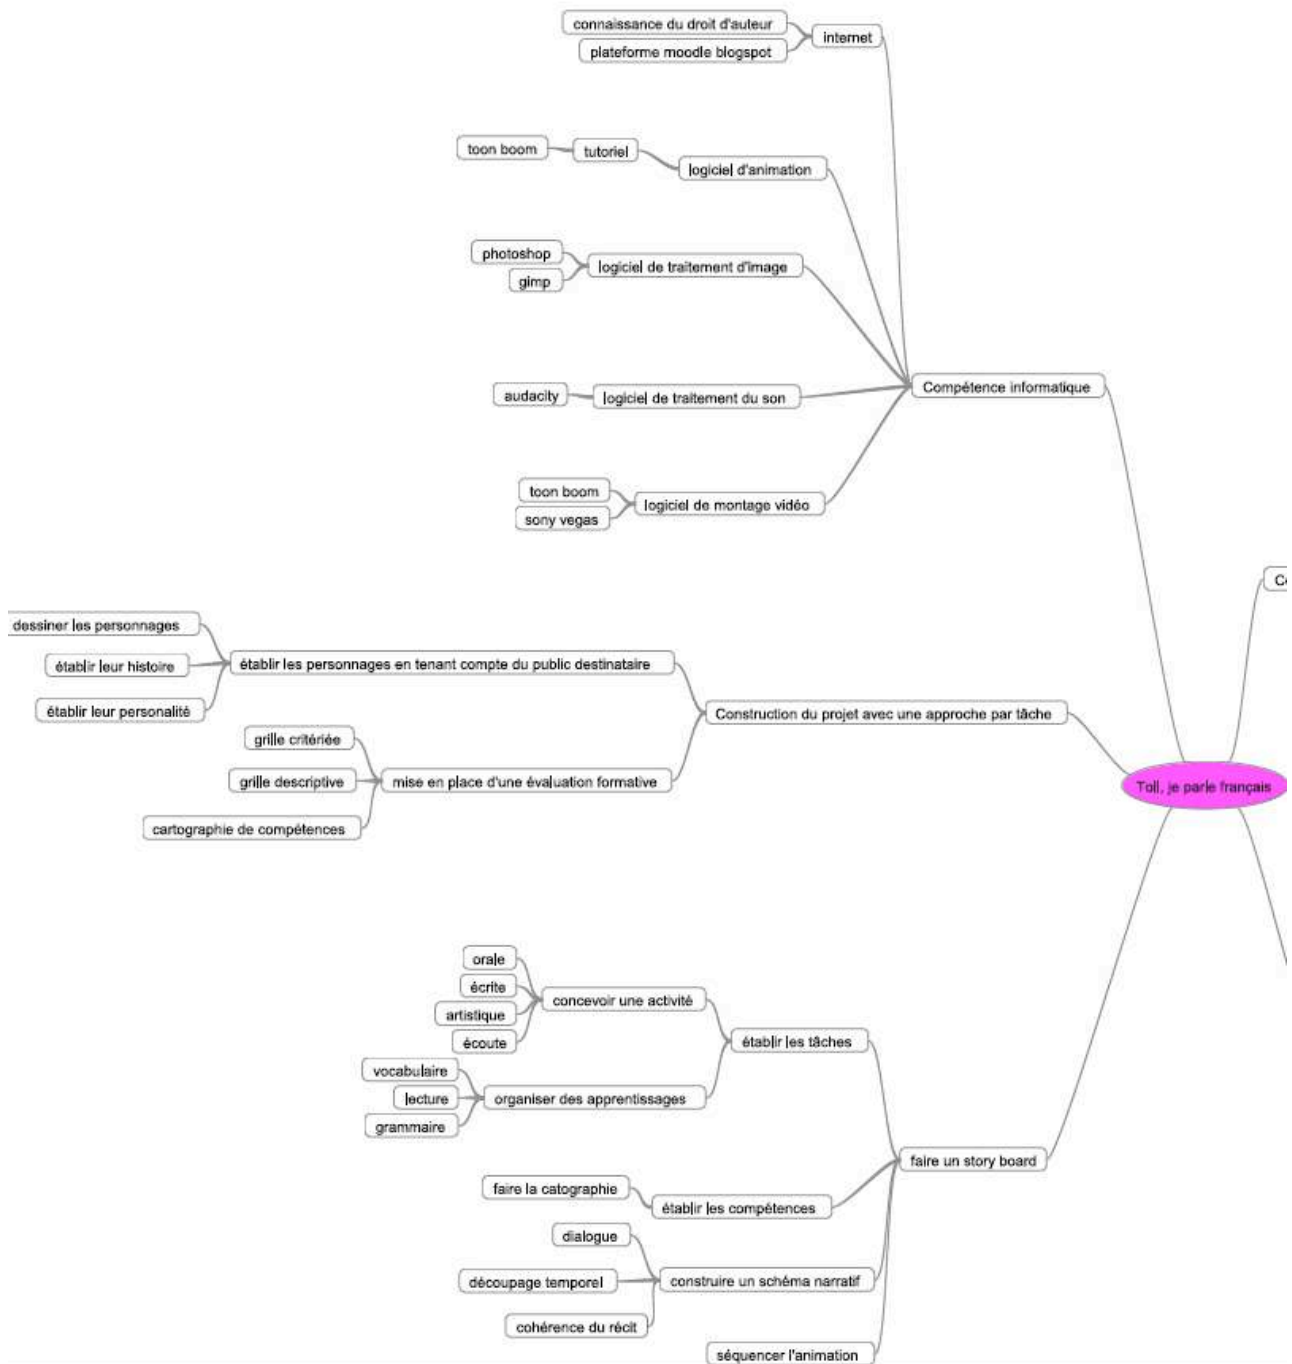 connaissance du droit d'auteur
plateforme moodle blogspot
internet
toon boom
tutoriel
logiciel d'animation
photoshop
gimp
logiciel de traitement d'image
audacity
logiciel de traitement du son
Compétence informatique
toon boom
sony vegas
logiciel de montage vidéo
dessiner les personnages
établir leur histoire
établir leur personalité
établir les personnages en tenant compte du public destinataire
grille critériée
grille descriptive
cartographie de compétences
mise en place d'une évaluation formative
Construction du projet avec une approche par tâche
Toll, je parle français
orale
écrite
artistique
écoute
concevoir une activité
vocabulaire
lecture
grammaire
organiser des apprentissages
établir les tâches
faire un story board
faire la catographie
établir les compétences
dialogue
découpage temporel
cohérence du récit
construire un schéma narratif
séquencer l'animation